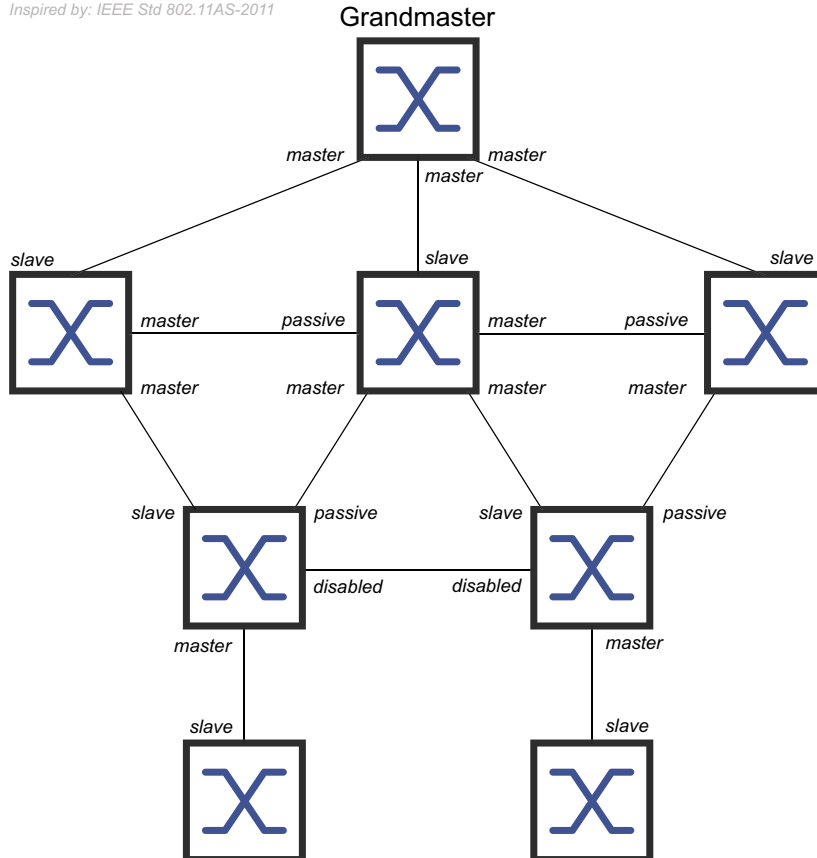 Inspired by: IEEE Std 802.11AS-2011
Grandmaster
master master
master
slave slave slave
master passive master passive
master master master master
slave passive slave passive
disabled disabled
master master
slave slave